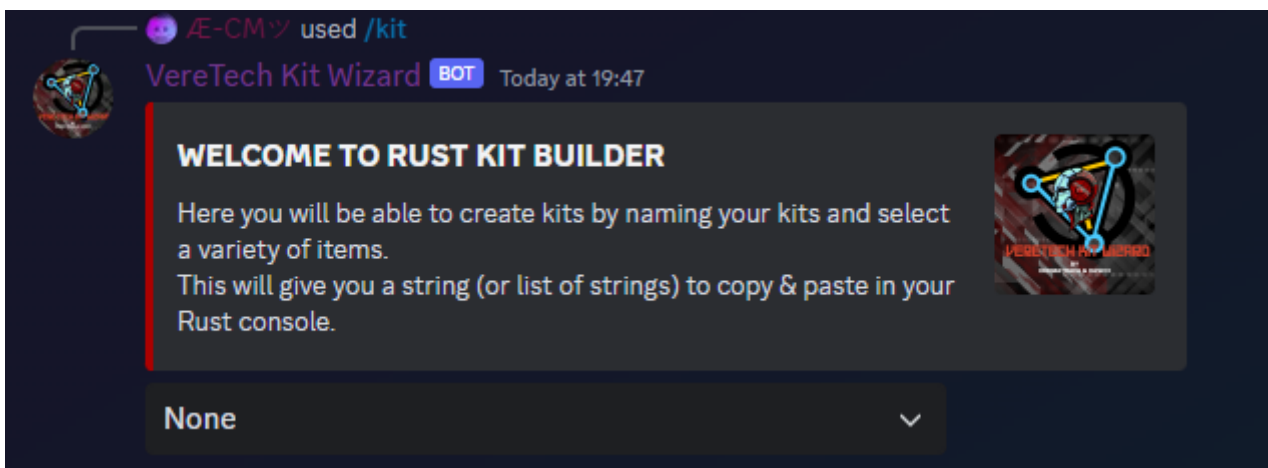 Æ-CMツ used /kit
VereTech Kit Wizard BOT Today at 19:47
WELCOME TO RUST KIT BUILDER
Here you will be able to create kits by naming your kits and select
a variety of items.
This will give you a string (or list of strings) to copy & paste in your
Rust console.
VERETECH KIT WIZARD
BY
None